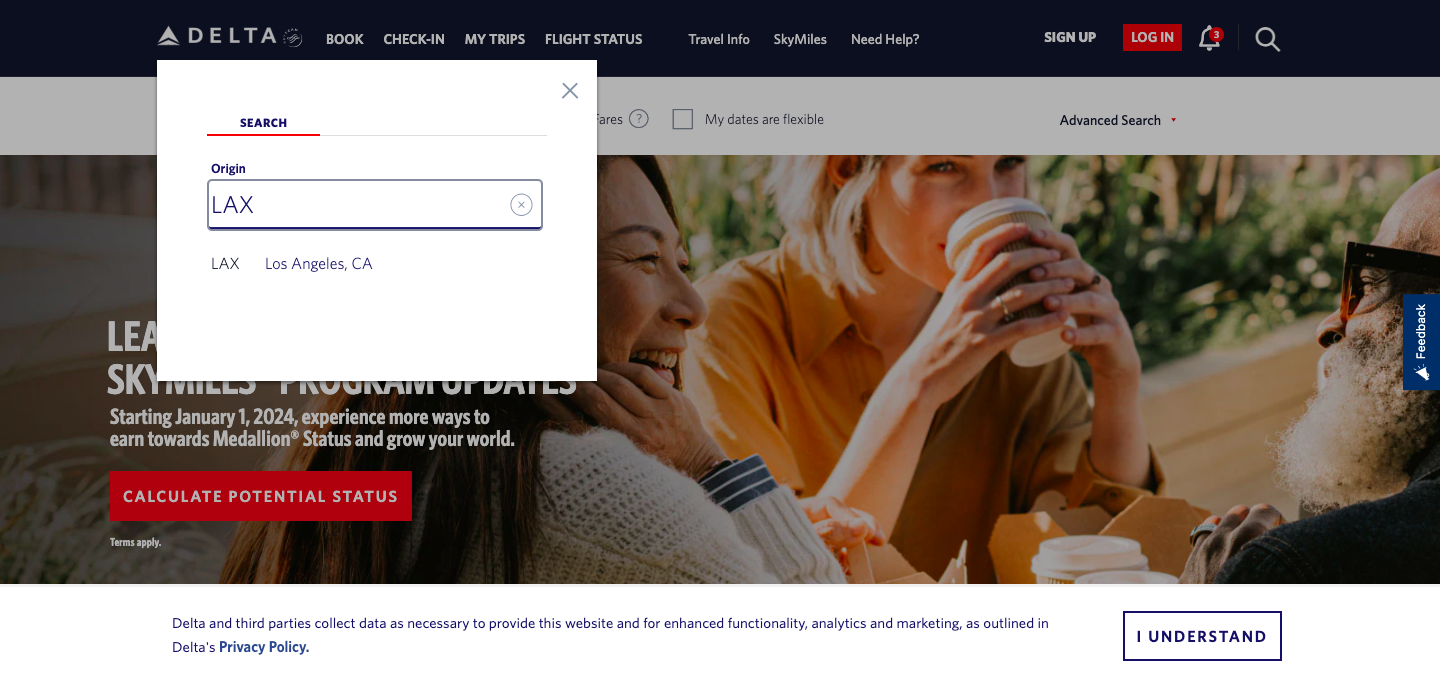 DELTA
BOOK
CHECK-IN
MY TRIPS
FLIGHT STATUS
Travel Info
SkyMiles
Need Help?
SIGN UP
LOG IN
3
SEARCH
Origin
LAX
LAX Los Angeles, CA
Fares ?
My dates are flexible
Advanced Search
LEA
SKYMILES PROGRAM UPDATES
Starting January 1, 2024, experience more ways to
earn towards Medallion® Status and grow your world.
CALCULATE POTENTIAL STATUS
Terms apply.
Feedback
Delta and third parties collect data as necessary to provide this website and for enhanced functionality, analytics and marketing, as outlined in
Delta's Privacy Policy.
I UNDERSTAND